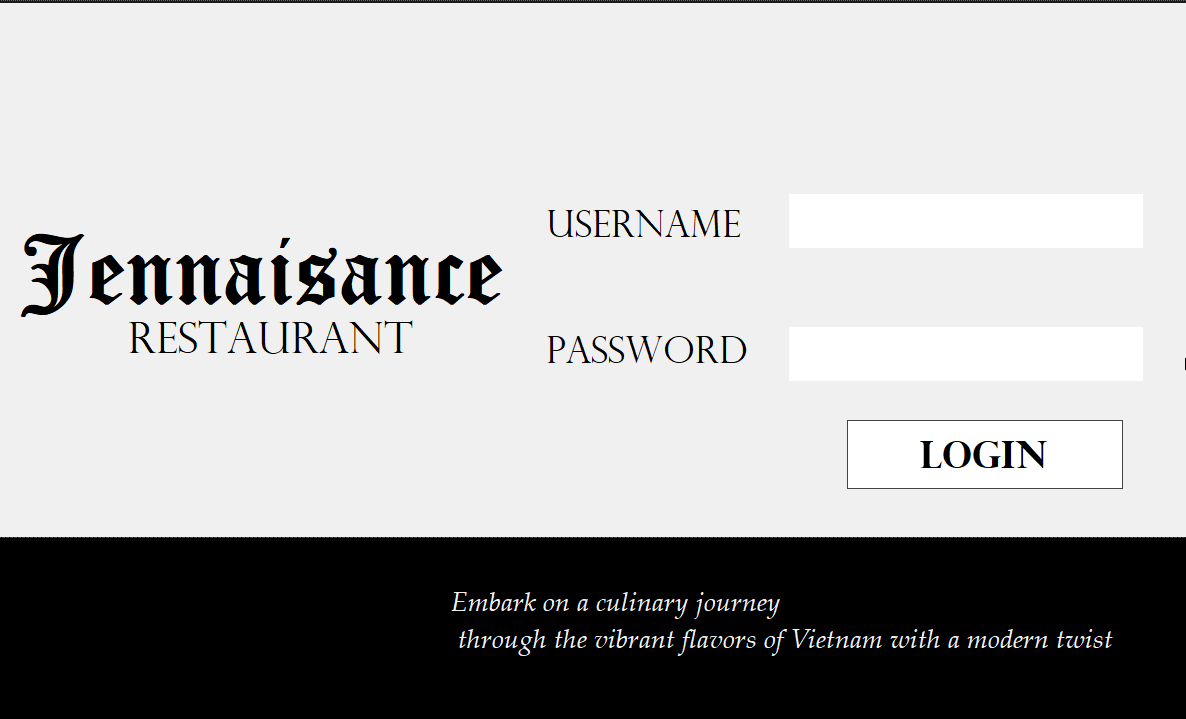 Jennaisance
RESTAURANT
USERNAME
PASSWORD
LOGIN
Embark on a culinary journey
through the vibrant flavors of Vietnam with a modern twist